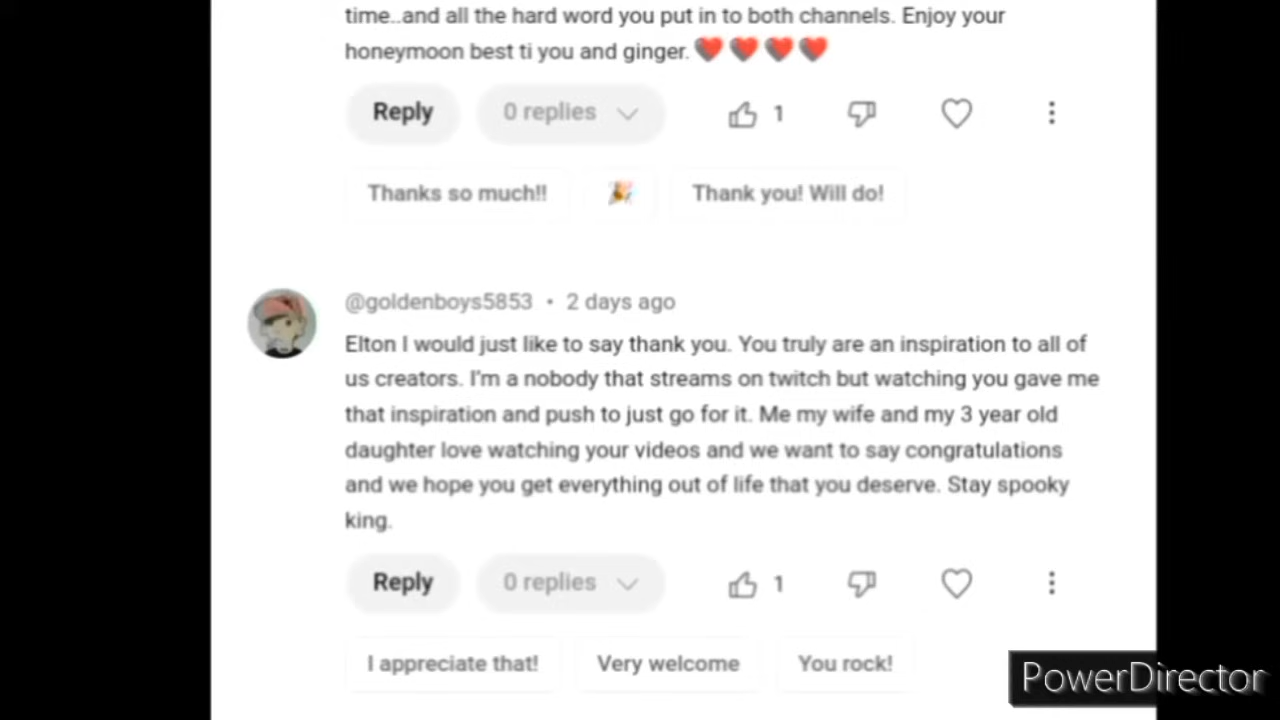 time..and all the hard word you put in to both channels. Enjoy your
honeymoon best ti you and ginger. ❤️❤️❤️❤️
Reply 0 replies 1
Thanks so much!! 🎉 Thank you! Will do!
@goldenboys5853 • 2 days ago
Elton I would just like to say thank you. You truly are an inspiration to all of
us creators. I'm a nobody that streams on twitch but watching you gave me
that inspiration and push to just go for it. Me my wife and my 3 year old
daughter love watching your videos and we want to say congratulations
and we hope you get everything out of life that you deserve. Stay spooky
king.
Reply 0 replies 1
I appreciate that! Very welcome You rock!
PowerDirector